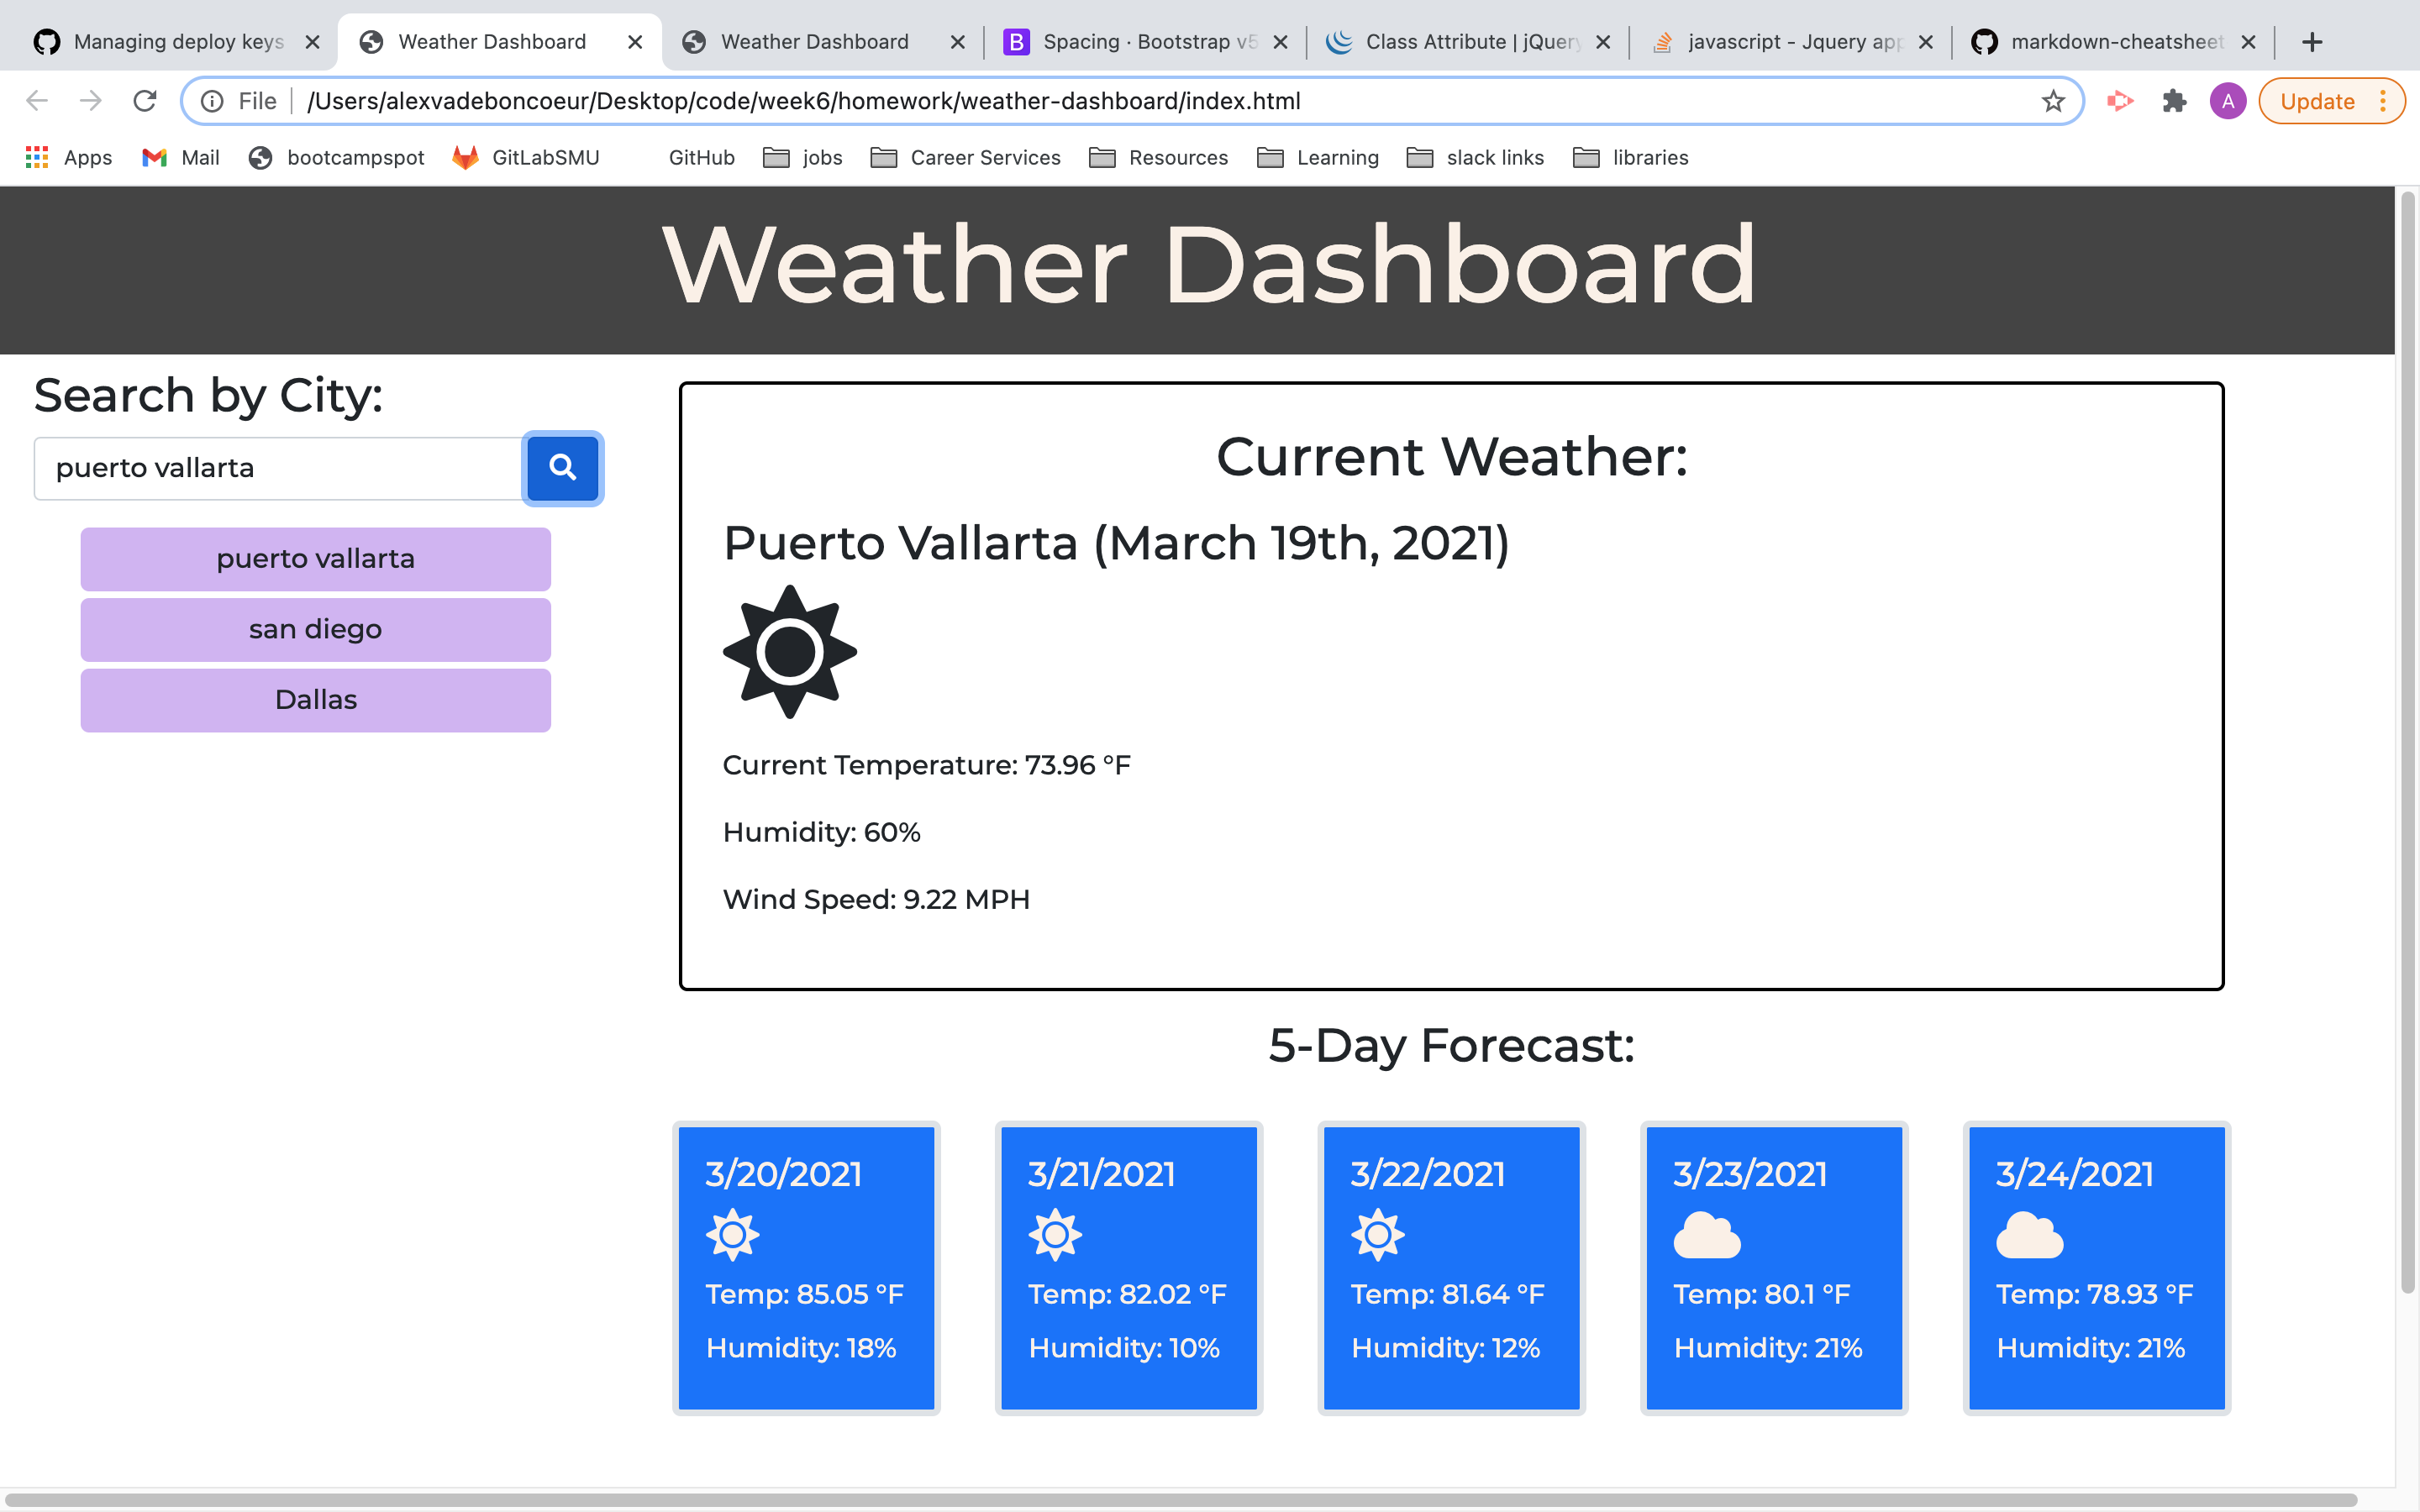 Managing deploy keys
Weather Dashboard
Weather Dashboard
Spacing · Bootstrap v5
Class Attribute | jQuery
javascript - Jquery app
markdown-cheatsheet
File /Users/alexvadeboncoeur/Desktop/code/week6/homework/weather-dashboard/index.html
A
Update
Apps Mail bootcampspot GitLabSMU GitHub jobs Career Services Resources Learning slack links libraries
Weather Dashboard
Search by City:
puerto vallarta
puerto vallarta
san diego
Dallas
Current Weather:
Puerto Vallarta (March 19th, 2021)
Current Temperature: 73.96 °F
Humidity: 60%
Wind Speed: 9.22 MPH
5-Day Forecast:
3/20/2021
Temp: 85.05 °F
Humidity: 18%
3/21/2021
Temp: 82.02 °F
Humidity: 10%
3/22/2021
Temp: 81.64 °F
Humidity: 12%
3/23/2021
Temp: 80.1 °F
Humidity: 21%
3/24/2021
Temp: 78.93 °F
Humidity: 21%